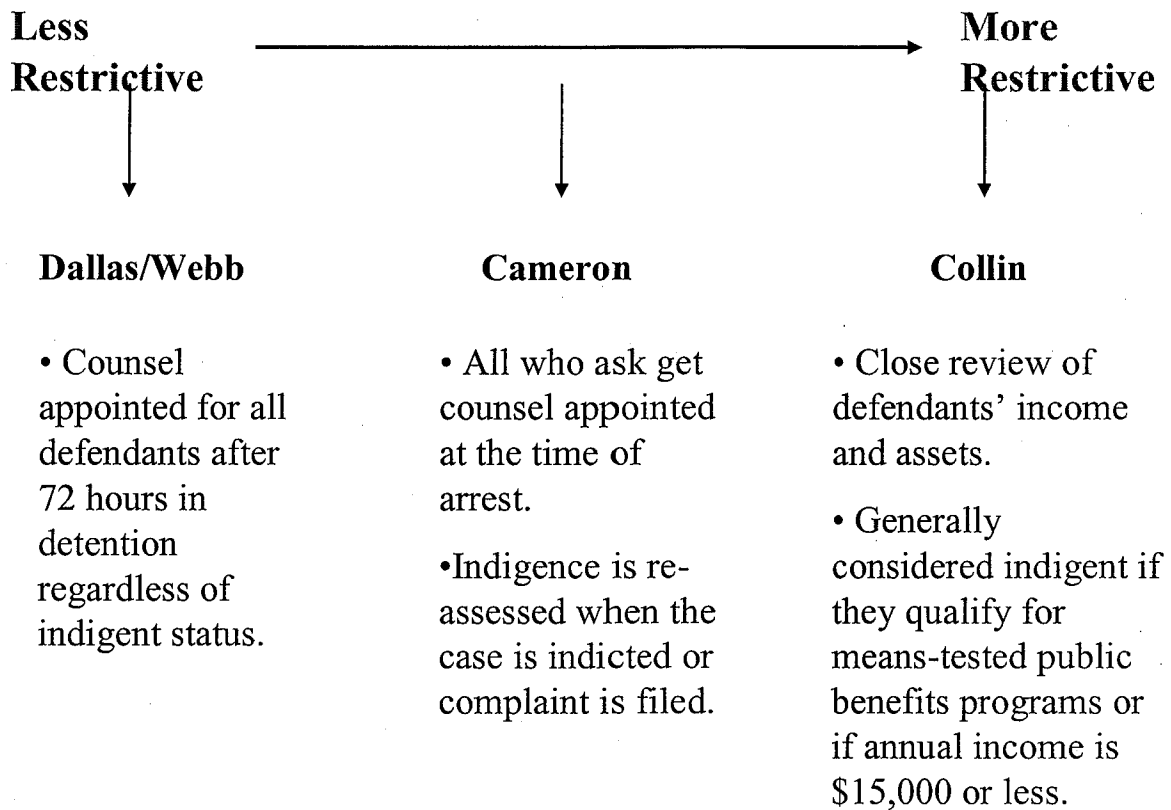 Less
Restrictive
More
Restrictive
Dallas/Webb
• Counsel
appointed for all
defendants after
72 hours in
detention
regardless of
indigent status.
Cameron
• All who ask get
counsel appointed
at the time of
arrest.
•Indigence is re-
assessed when the
case is indicted or
complaint is filed.
Collin
• Close review of
defendants’ income
and assets.
• Generally
considered indigent if
they qualify for
means-tested public
benefits programs or
if annual income is
$15,000 or less.